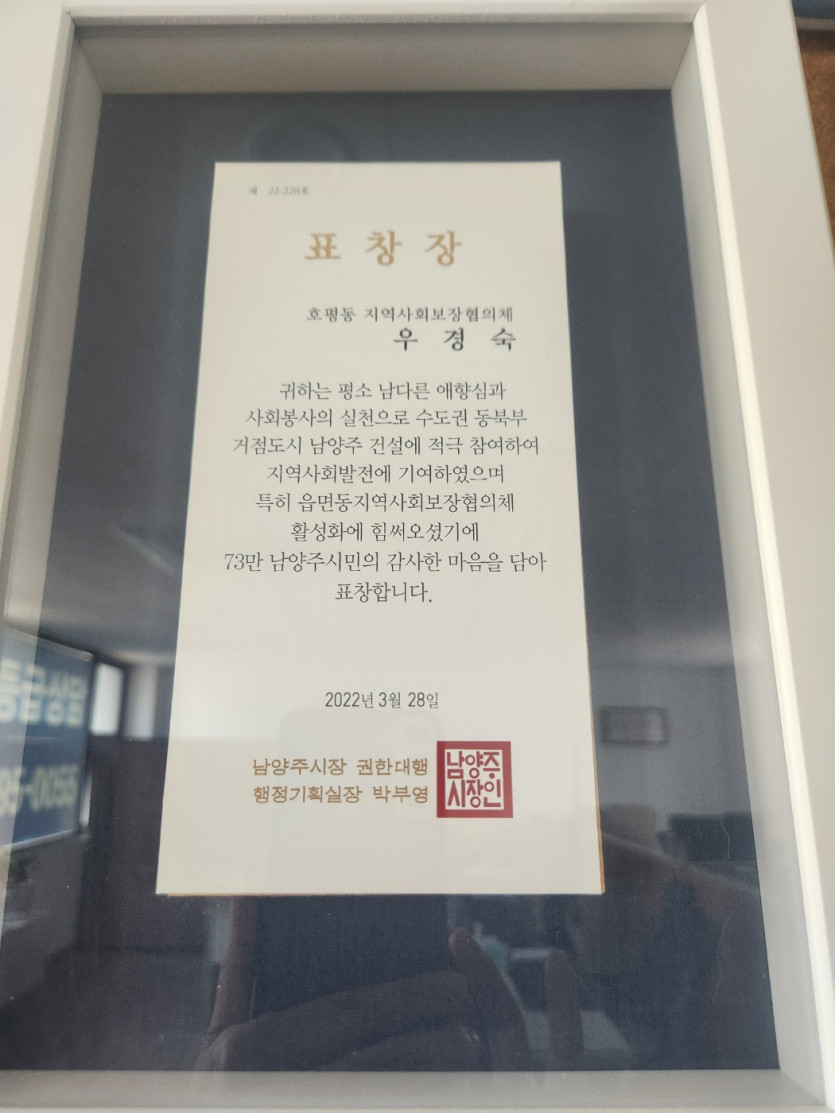 표창장
호평동 지역사회보장협의체
우경숙
귀하는 평소 남다른 애향심과
사회봉사의 실천으로 수도권 동북부
거점도시 남양주 건설에 적극 참여하여
지역사회발전에 기여하였으며
특히 읍면동지역사회보장협의체
활성화에 힘써오셨기에
73만 남양주시민의 감사한 마음을 담아
표창합니다.
2022년 3월 28일
남양주시장 권한대행
행정기획실장 박부영
남양주
시장인